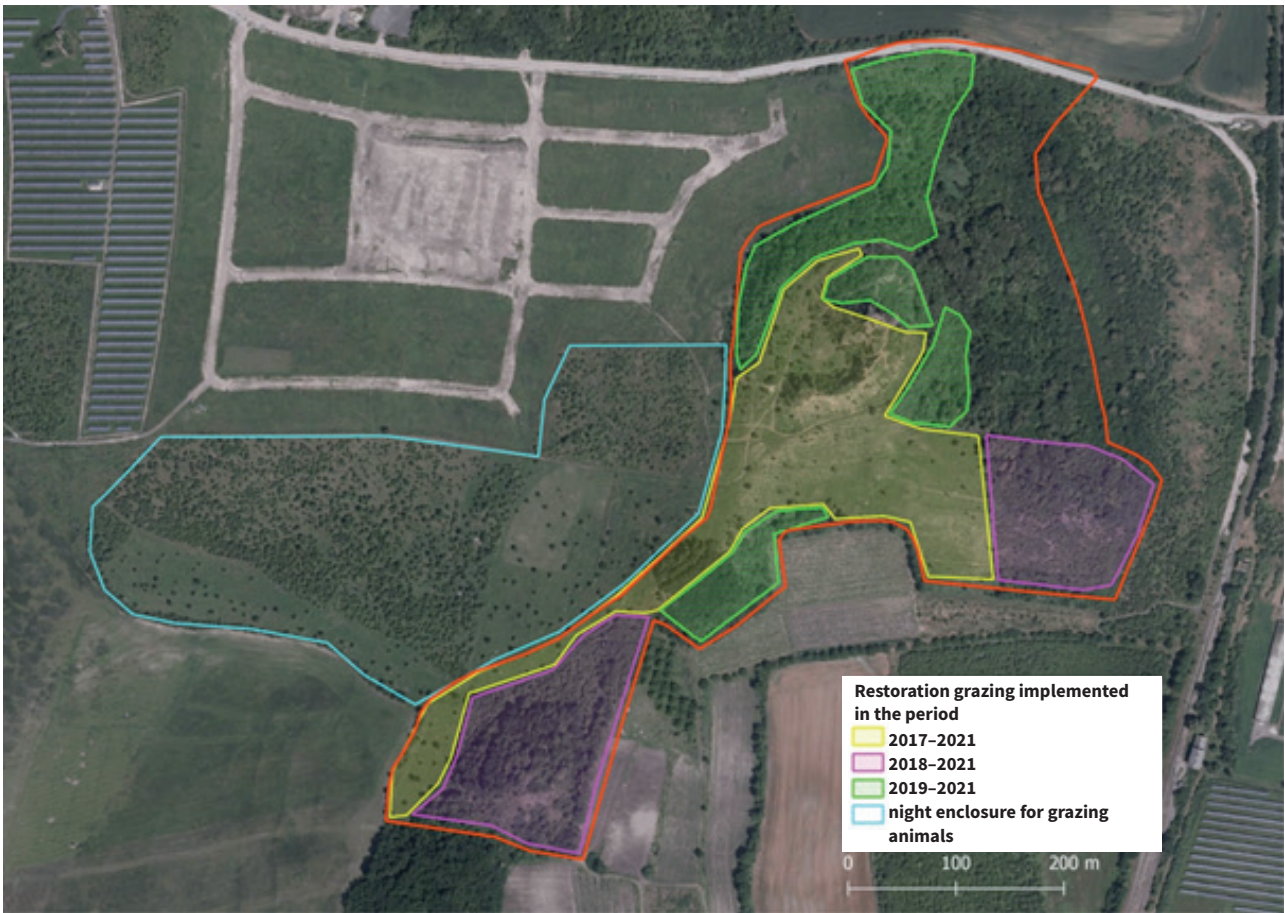 Restoration grazing implemented
in the period
2017–2021
2018–2021
2019–2021
night enclosure for grazing
animals
0 100 200 m